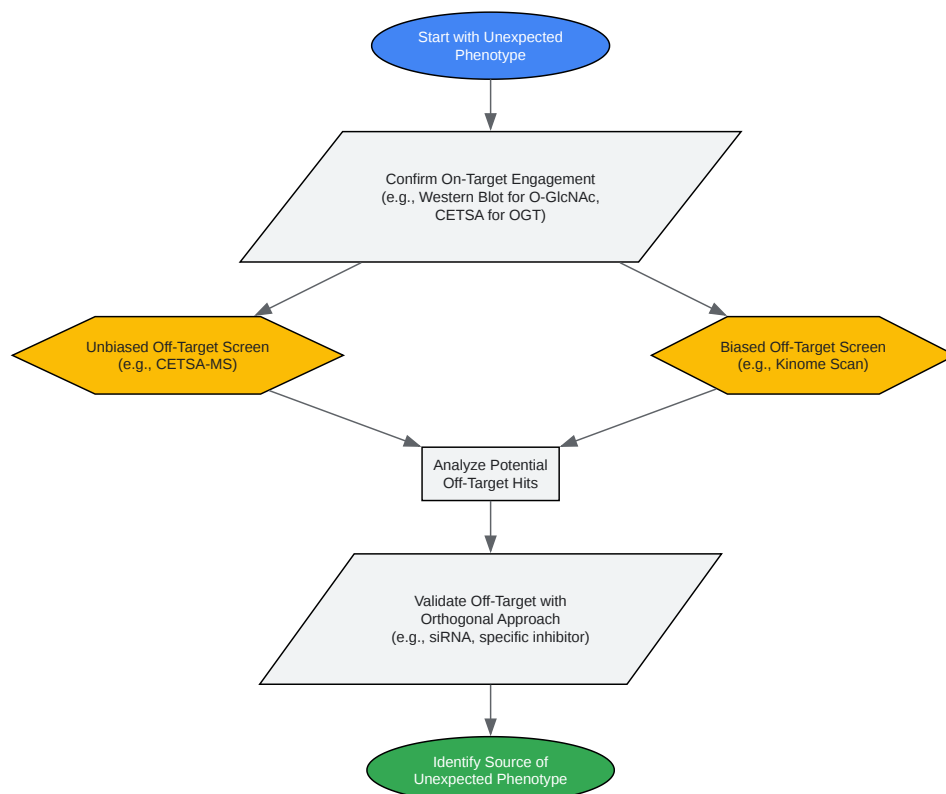 Start with Unexpected
Phenotype
Confirm On-Target Engagement
(e.g., Western Blot for O-GlcNAc,
CETSA for OGT)
Unbiased Off-Target Screen
(e.g., CETSA-MS)
Biased Off-Target Screen
(e.g., Kinome Scan)
Analyze Potential
Off-Target Hits
Validate Off-Target with
Orthogonal Approach
(e.g., siRNA, specific inhibitor)
Identify Source of
Unexpected Phenotype